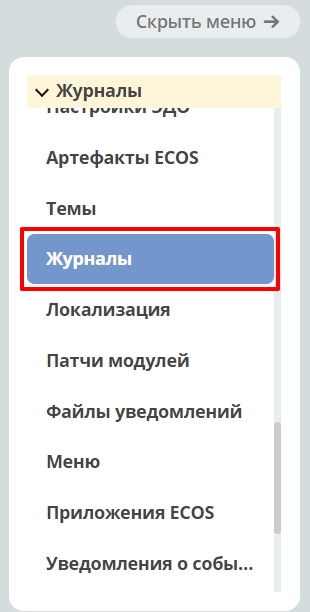 Скрыть меню →
Журналы
Настройки ЭДО
Артефакты ECOS
Темы
Журналы
Локализация
Патчи модулей
Файлы уведомлений
Меню
Приложения ECOS
Уведомления о собы...